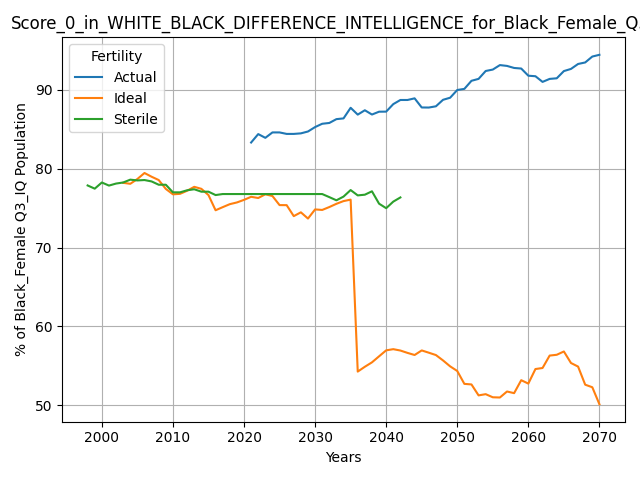 Score_0_in_WHITE_BLACK_DIFFERENCE_INTELLIGENCE_for_Black_Female_Q
Fertility
Actual
Ideal
Sterile
% of Black_Female Q3_IQ Population
90
80
70
60
50
2000 2010 2020 2030 2040 2050 2060 2070
Years